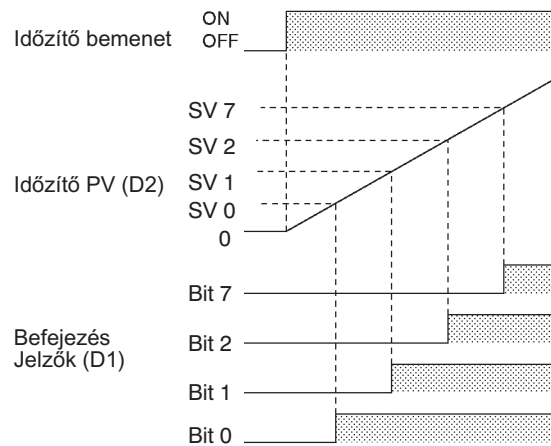 ON
Időzítő bemenet
OFF
SV 7
SV 2
Időzítő PV (D2)
SV 1
SV 0
0
Bit 7
Befejezés
Jelzők (D1)
Bit 2
Bit 1
Bit 0